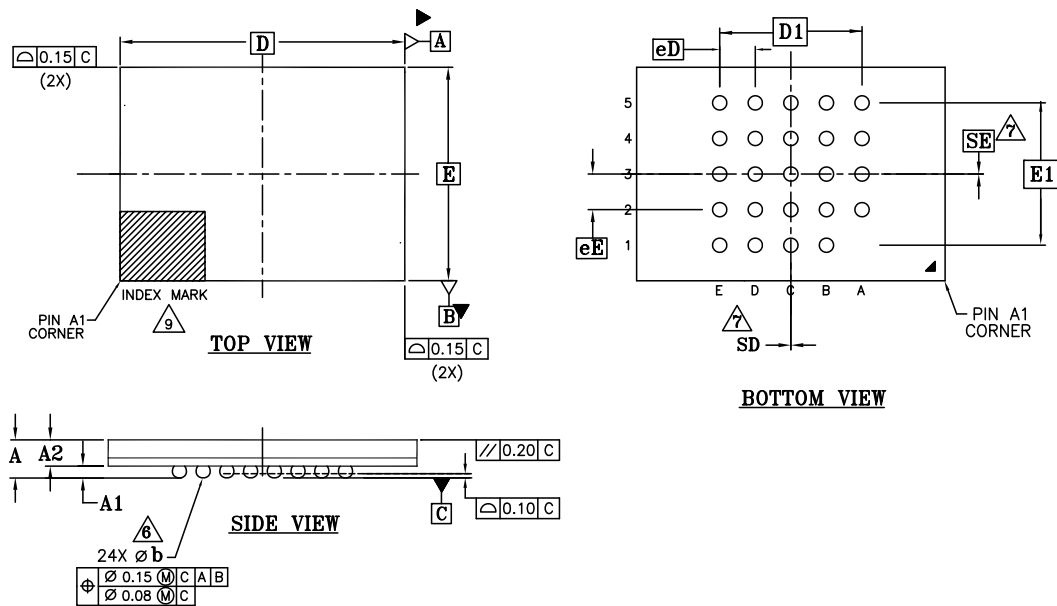 D
A
⌓ 0.15 C
(2X)
E
INDEX MARK
9
PIN A1
CORNER
B
⌓ 0.15 C
(2X)
TOP VIEW
D1
eD
5
4
3
2
1
SE
7
E1
eE
E D C B A
7
SD
PIN A1
CORNER
BOTTOM VIEW
A
A2
A1
// 0.20 C
C
⌓ 0.10 C
SIDE VIEW
6
24X Ø b
⌖ Ø 0.15 Ⓜ C A B
Ø 0.08 Ⓜ C